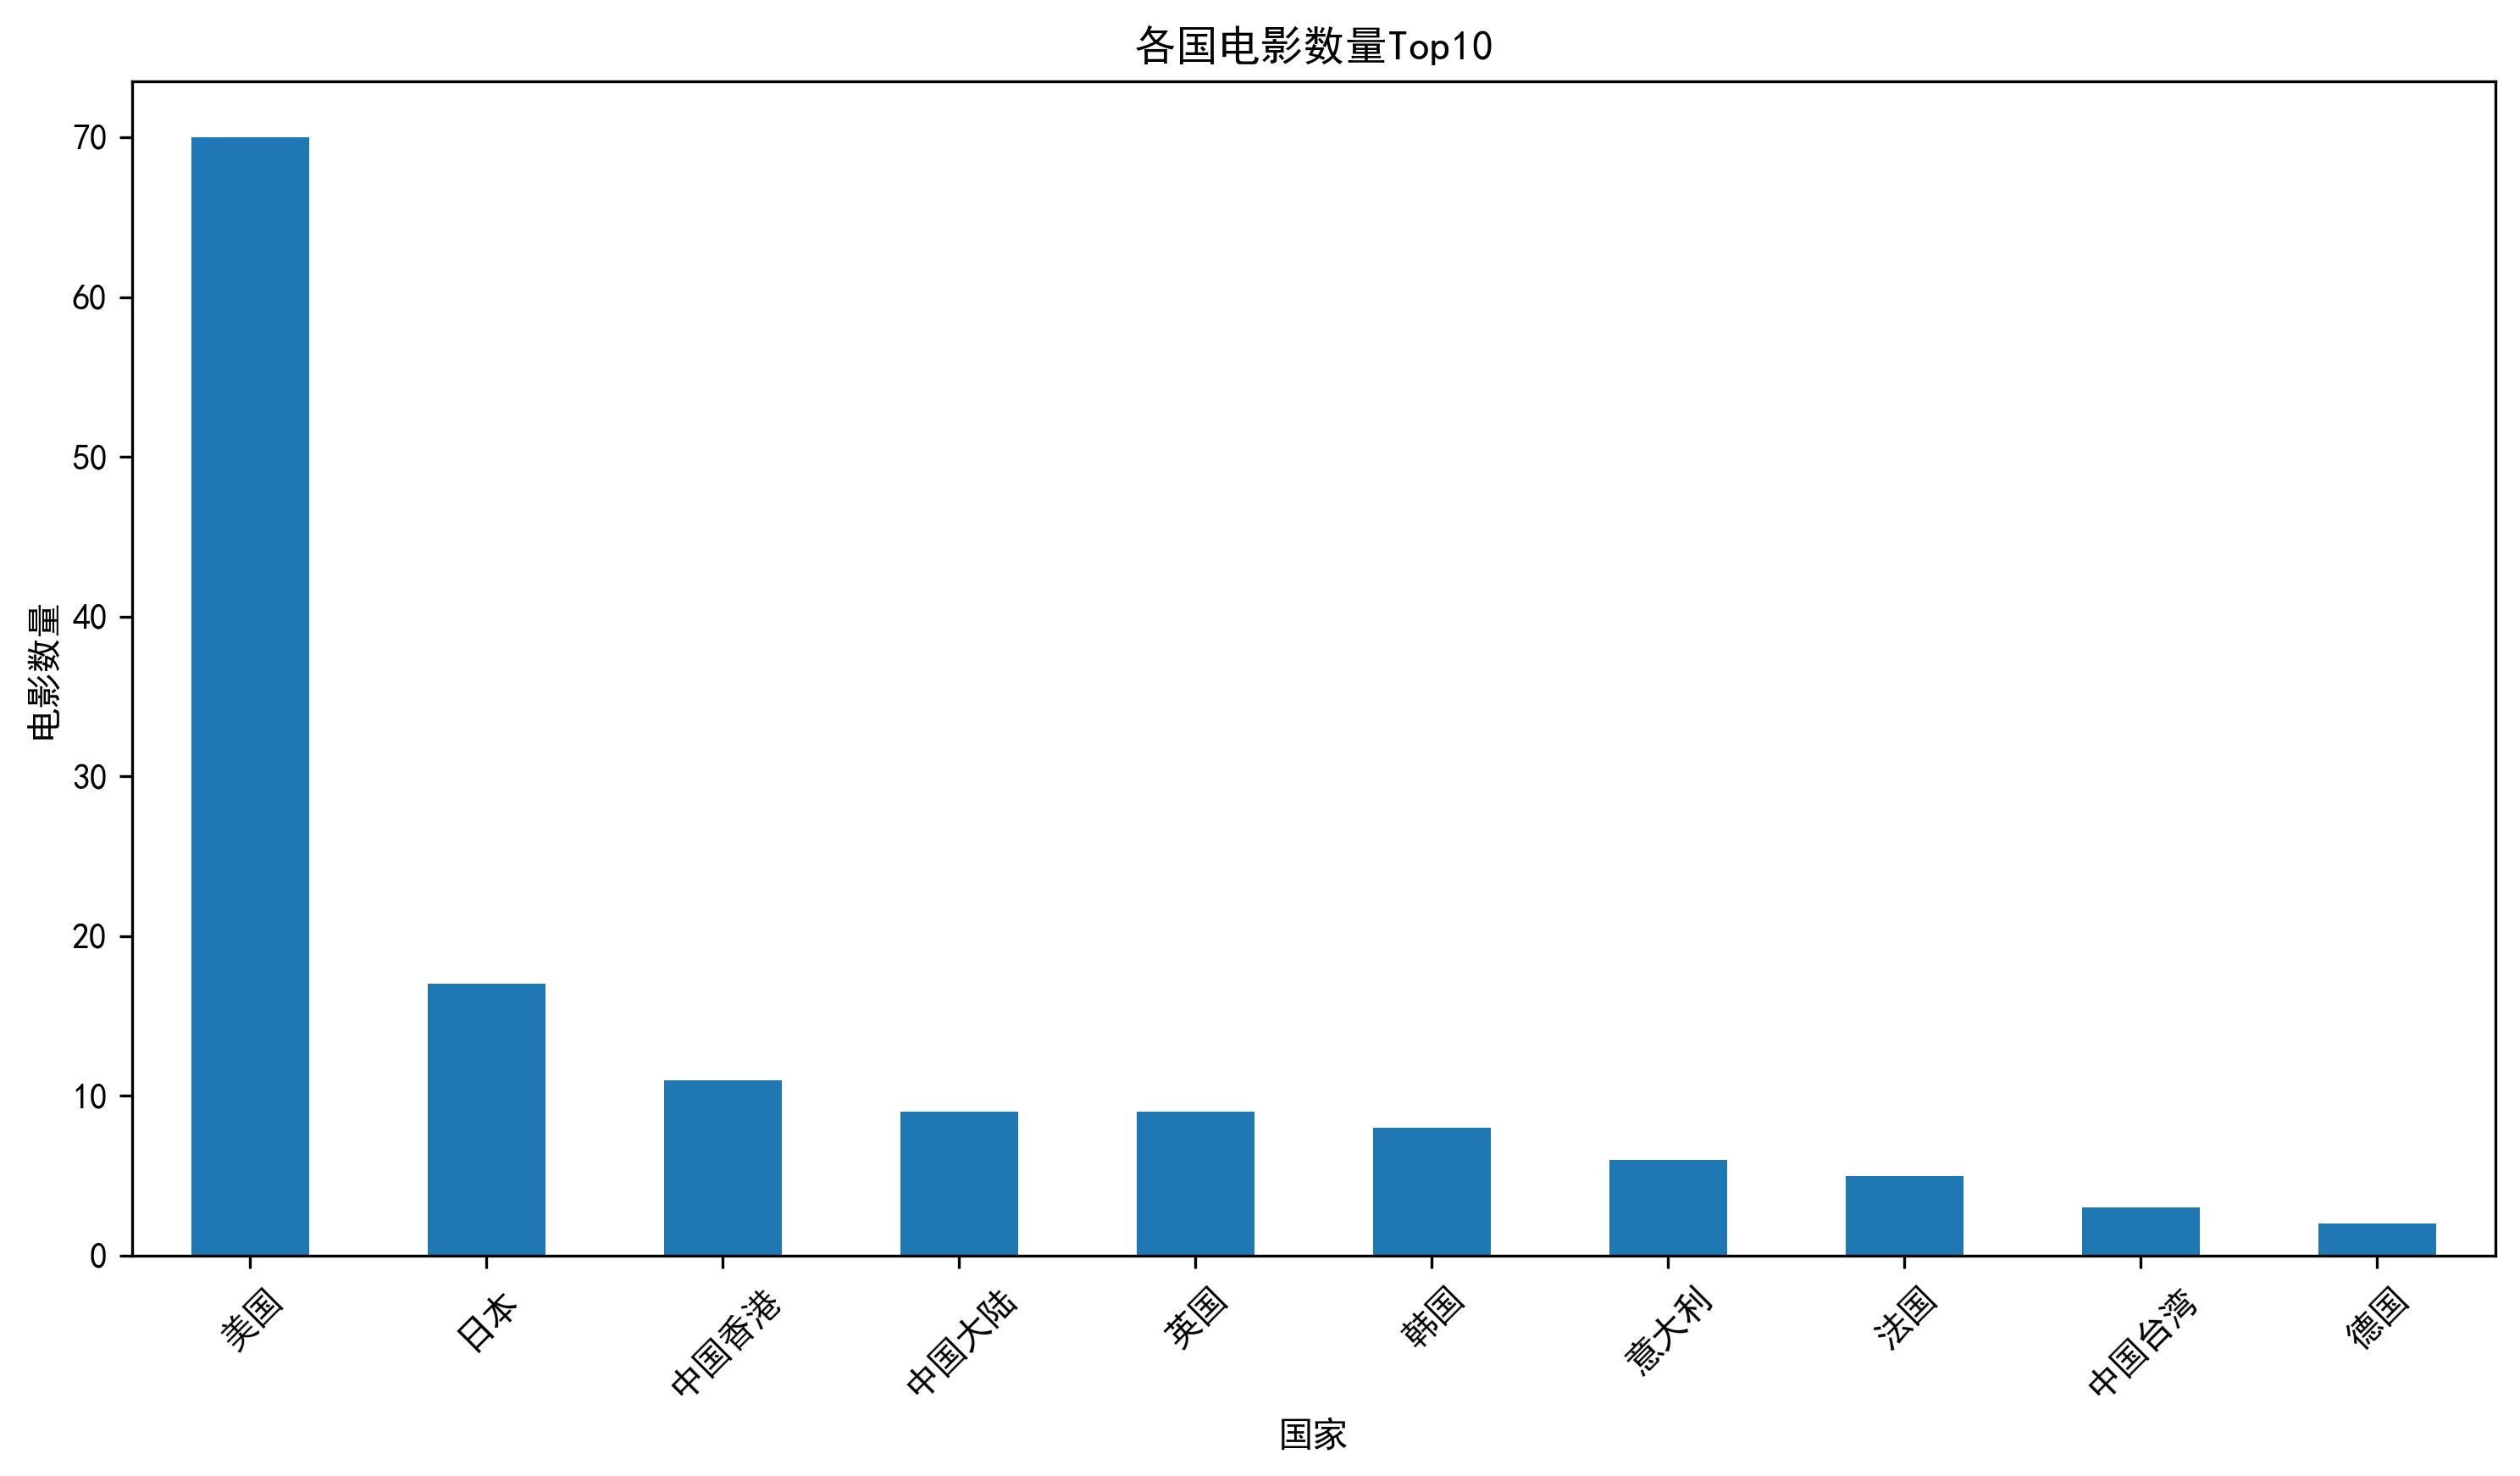 各国电影数量Top10
电影数量
70
60
50
40
30
20
10
0
美国
日本
中国香港
中国大陆
英国
韩国
意大利
法国
中国台湾
德国
国家